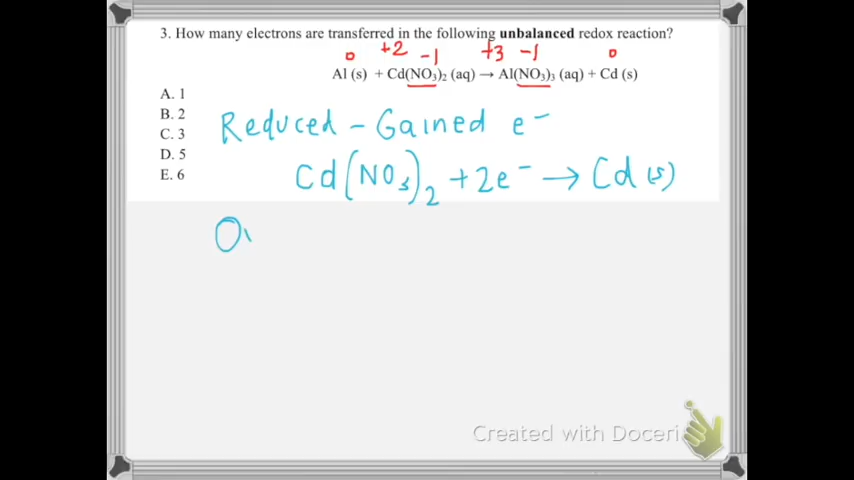 3. How many electrons are transferred in the following unbalanced redox reaction?
0 +2 -1 +3 -1 0
Al (s) + Cd(NO₃)₂ (aq) → Al(NO₃)₃ (aq) + Cd (s)
A. 1
B. 2
C. 3
D. 5
E. 6
Reduced - Gained e⁻
Cd(NO₃)₂ + 2e⁻ → Cd (s)
Created with Doceri